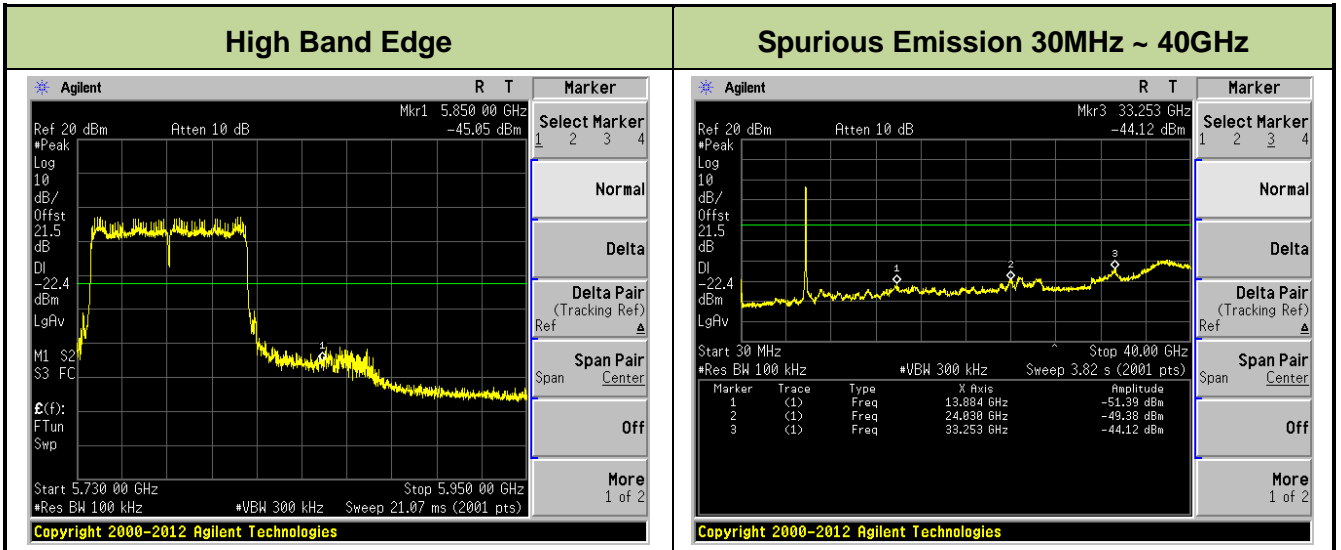 High Band Edge
Spurious Emission 30MHz ~ 40GHz
Agilent R T
Mkr1 5.850 00 GHz
Ref 20 dBm Atten 10 dB -45.05 dBm
#Peak
Log
10
dB/
Offst
21.5
dB
DI
-22.4
dBm
LgAv
M1 S2
S3 FC
£(f):
FTun
Swp
1
Start 5.730 00 GHz Stop 5.950 00 GHz
#Res BW 100 kHz #VBW 300 kHz Sweep 21.07 ms (2001 pts)
Copyright 2000-2012 Agilent Technologies
Marker
Select Marker
1 2 3 4
Normal
Delta
Delta Pair
(Tracking Ref)
Ref Δ
Span Pair
Span Center
Off
More
1 of 2
Agilent R T
Mkr3 33.253 GHz
Ref 20 dBm Atten 10 dB -44.12 dBm
#Peak
Log
10
dB/
Offst
21.5
dB
DI
-22.4
dBm
LgAv
1 2 3
Start 30 MHz Stop 40.00 GHz
#Res BW 100 kHz #VBW 300 kHz Sweep 3.82 s (2001 pts)
Marker Trace Type X Axis Amplitude
1 (1) Freq 13.884 GHz -51.39 dBm
2 (1) Freq 24.030 GHz -49.38 dBm
3 (1) Freq 33.253 GHz -44.12 dBm
Copyright 2000-2012 Agilent Technologies
Marker
Select Marker
1 2 3 4
Normal
Delta
Delta Pair
(Tracking Ref)
Ref Δ
Span Pair
Span Center
Off
More
1 of 2